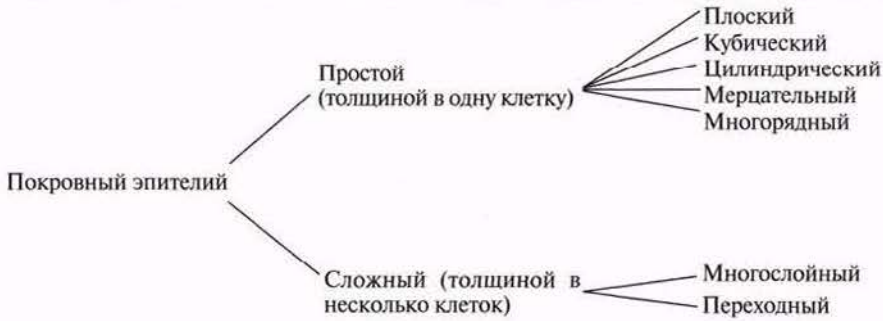 Плоский
Кубический
Простой
(толщиной в одну клетку)
Цилиндрический
Мерцательный
Многорядный
Покровный эпителий
Сложный (толщиной в
несколько клеток)
Многослойный
Переходный